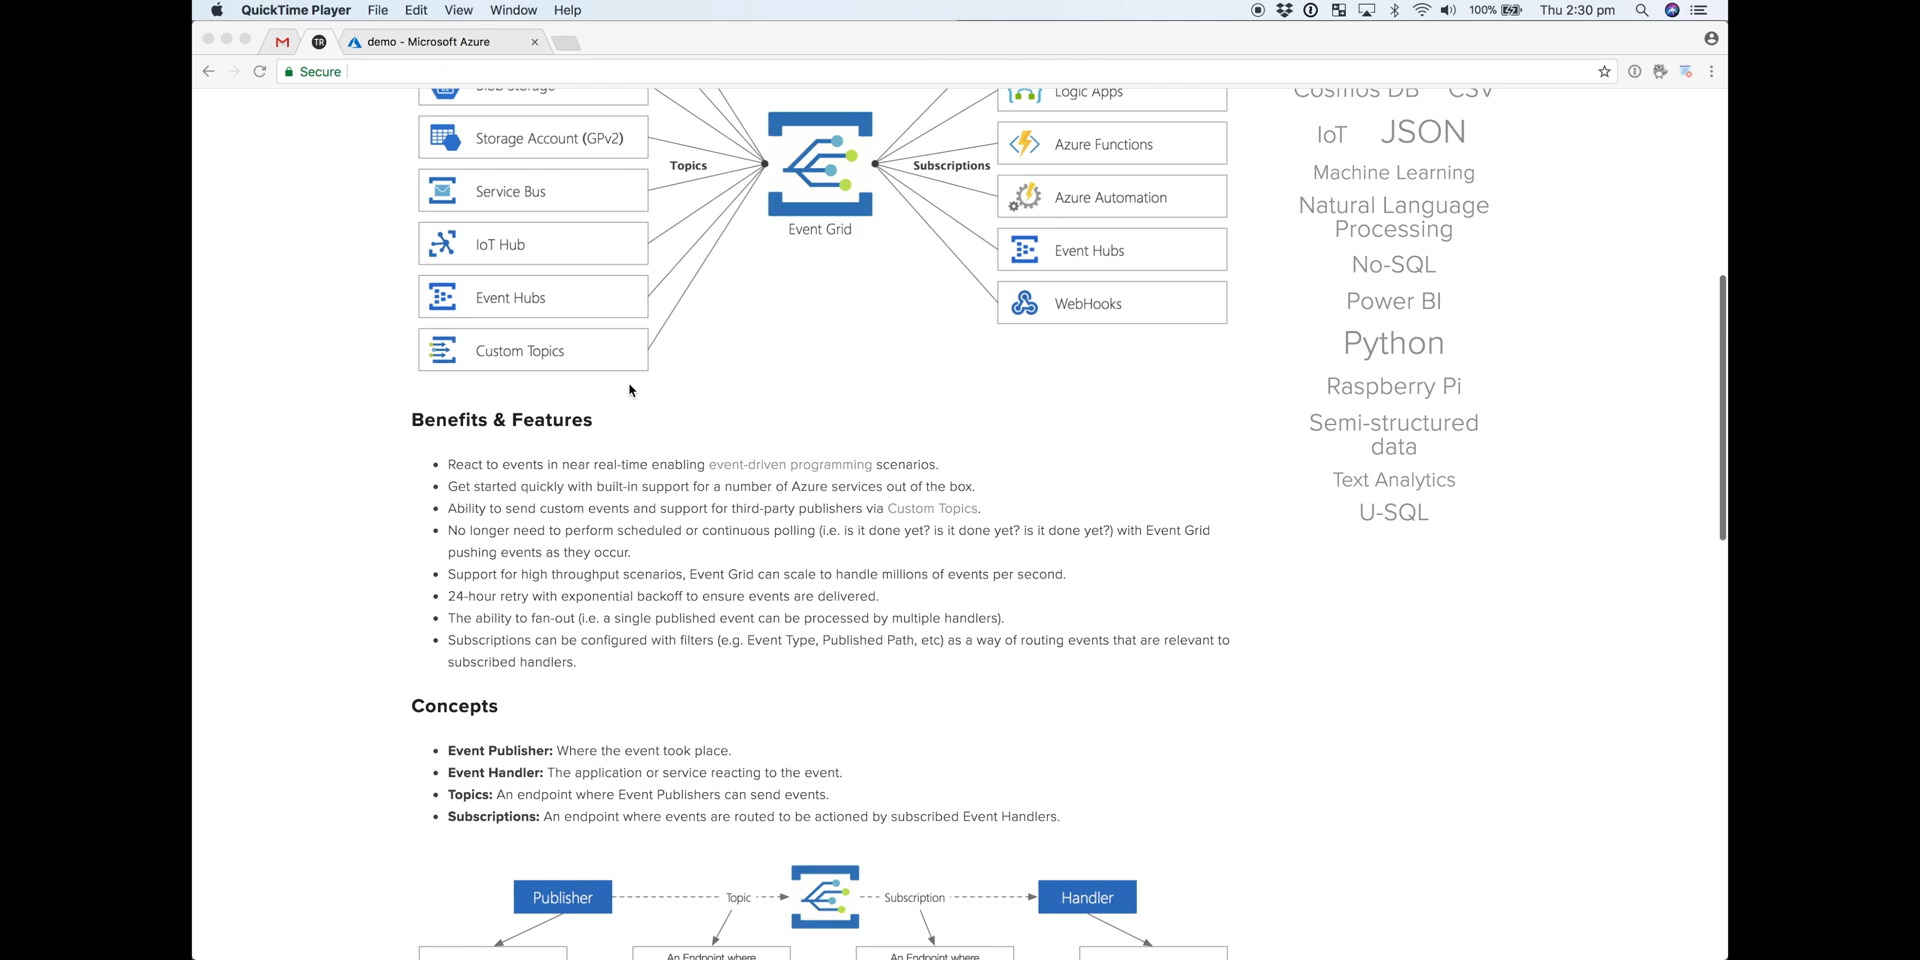 QuickTime Player File Edit View Window Help 100% Thu 2:30 pm
TR demo - Microsoft Azure
Secure
Blob Storage
Logic Apps
Cosmos DB CSV
Storage Account (GPv2)
Azure Functions
IoT JSON
Topics
Subscriptions
Machine Learning
Service Bus
Azure Automation
Natural Language
Processing
Event Grid
IoT Hub
Event Hubs
No-SQL
Event Hubs
WebHooks
Power BI
Custom Topics
Python
Raspberry Pi
Semi-structured
data
Text Analytics
U-SQL
Benefits & Features
React to events in near real-time enabling event-driven programming scenarios.
Get started quickly with built-in support for a number of Azure services out of the box.
Ability to send custom events and support for third-party publishers via Custom Topics.
No longer need to perform scheduled or continuous polling (i.e. is it done yet? is it done yet? is it done yet?) with Event Grid
pushing events as they occur.
Support for high throughput scenarios, Event Grid can scale to handle millions of events per second.
24-hour retry with exponential backoff to ensure events are delivered.
The ability to fan-out (i.e. a single published event can be processed by multiple handlers).
Subscriptions can be configured with filters (e.g. Event Type, Published Path, etc) as a way of routing events that are relevant to
subscribed handlers.
Concepts
Event Publisher: Where the event took place.
Event Handler: The application or service reacting to the event.
Topics: An endpoint where Event Publishers can send events.
Subscriptions: An endpoint where events are routed to be actioned by subscribed Event Handlers.
Publisher Topic Subscription Handler
An Endpoint where An Endpoint where